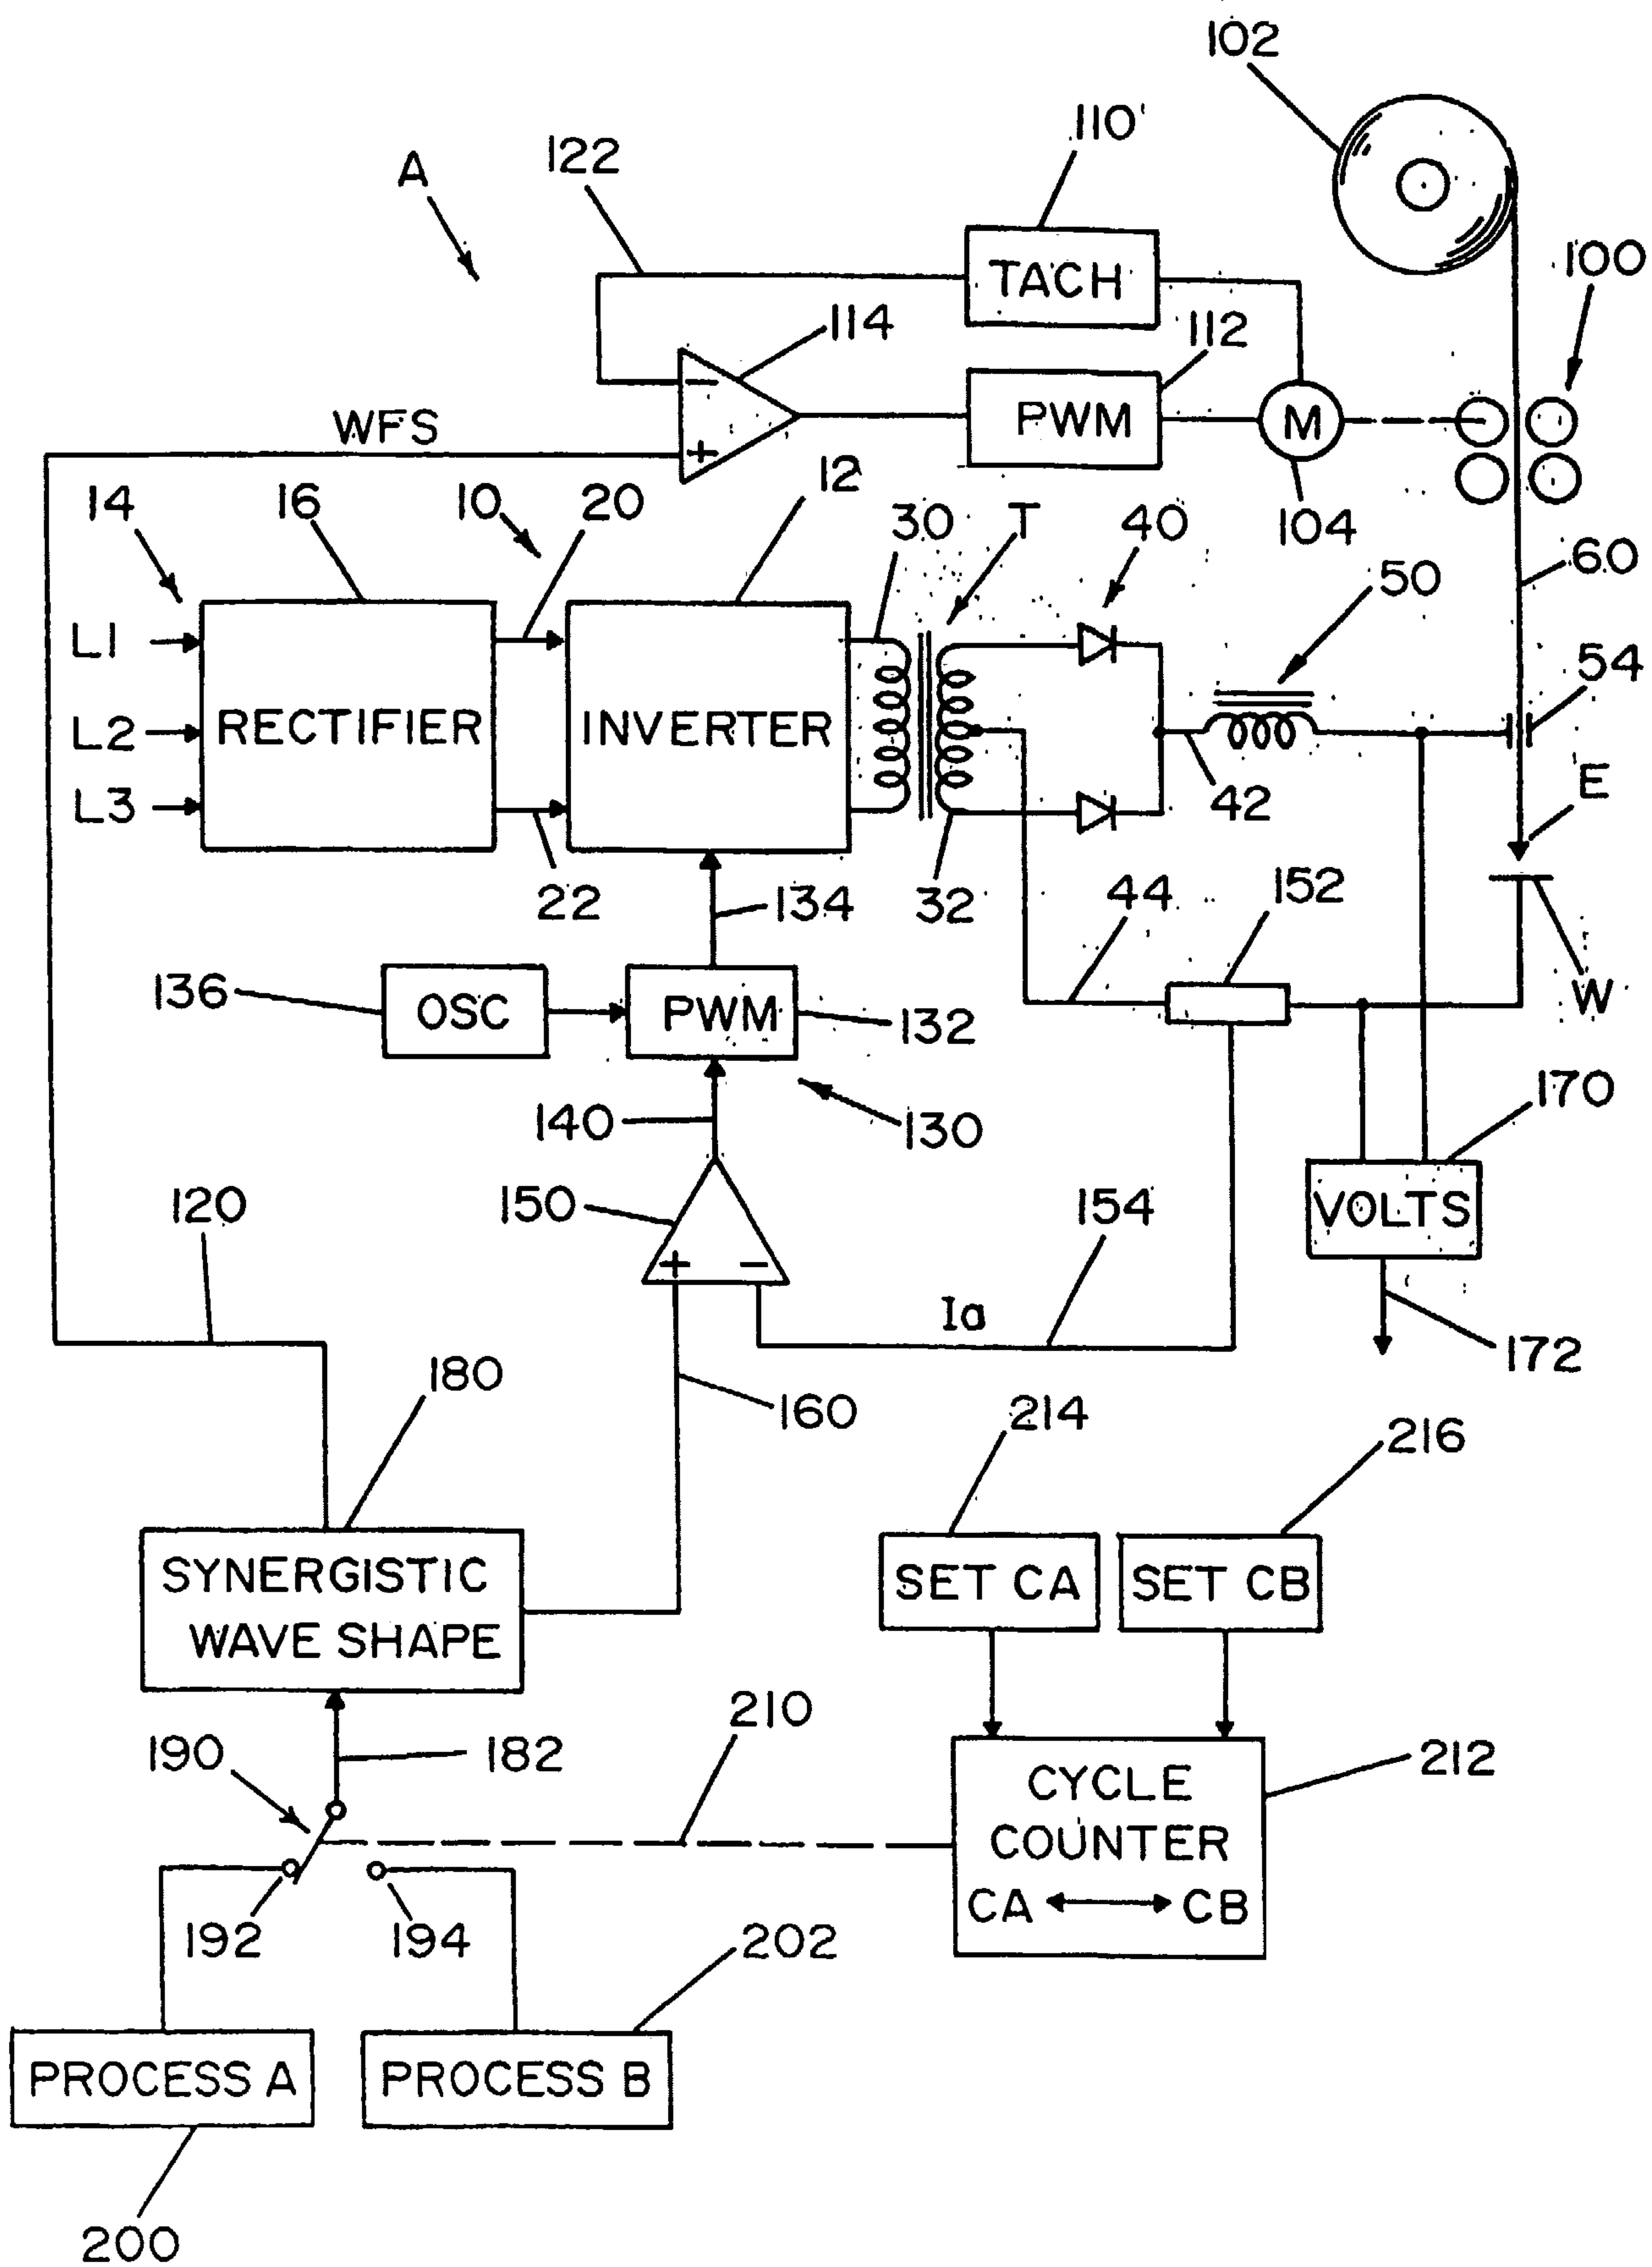 102
110'
122
A
100
TACH
114
112
PWM
M
WFS
12
14
16
10
20
30
T
40
104
60
50
54
L1
L2
L3
RECTIFIER
INVERTER
42
E
22
134
32
44
152
W
136
OSC
PWM
132
170
140
130
120
150
154
VOLTS
Ia
172
180
160
214
216
SYNERGISTIC
WAVE SHAPE
SET CA
SET CB
210
190
182
212
CYCLE
COUNTER
CA
CB
192
194
202
PROCESS A
PROCESS B
200
+
-
+
-